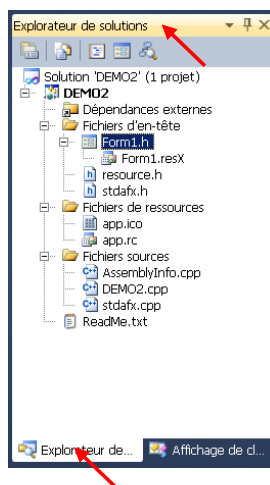 Explorateur de solutions
Solution 'DEMO2' (1 projet)
DEMO2
Dépendances externes
Fichiers d'en-tête
Form1.h
Form1.resX
resource.h
stdafx.h
Fichiers de ressources
app.ico
app.rc
Fichiers sources
AssemblyInfo.cpp
DEMO2.cpp
stdafx.cpp
ReadMe.txt
Explorateur de... Affichage de cl...